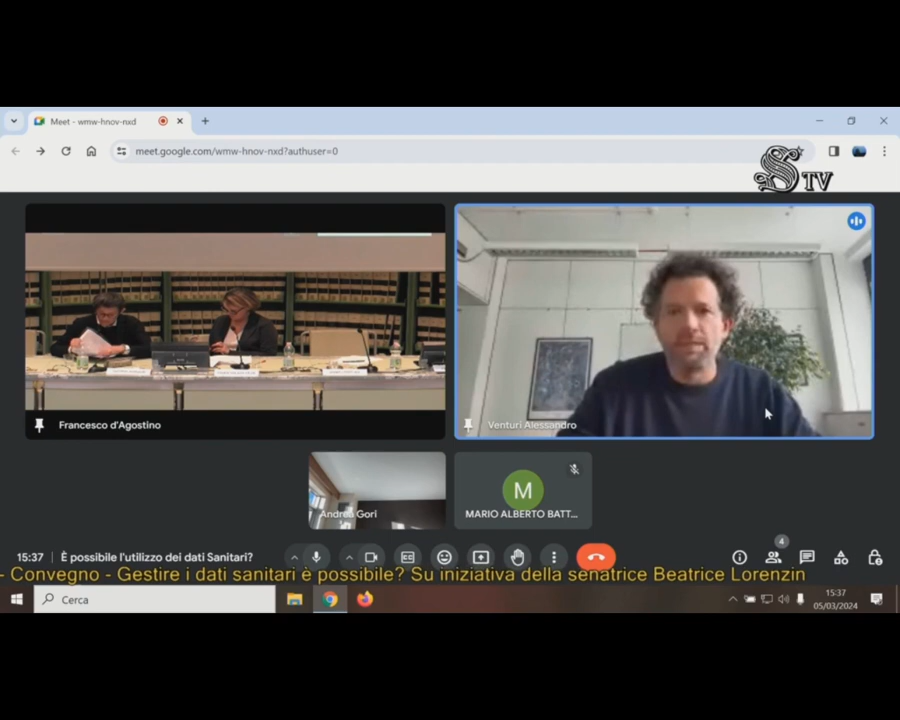 Meet - wmw-hnov-nxd
meet.google.com/wmw-hnov-nxd?authuser=0
S TV
Francesco d'Agostino
Venturi Alessandro
Andrea Gori
M
MARIO ALBERTO BATT...
4
15:37 | È possibile l'utilizzo dei dati Sanitari?
CC
- Convegno - Gestire i dati sanitari è possibile? Su iniziativa della senatrice Beatrice Lorenzin
Cerca
15:37
05/03/2024